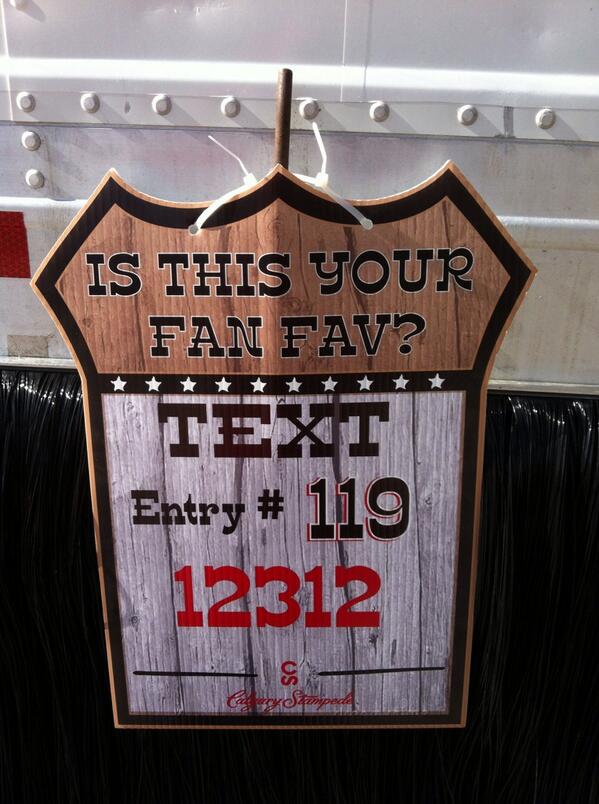 IS THIS YOUR
FAN FAV?
TEXT
Entry # 119
12312
CS
Calgary Stampede